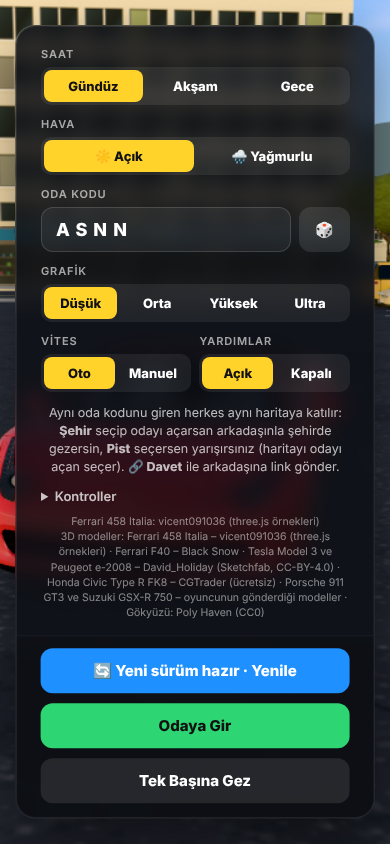 SAAT
Gündüz Akşam Gece
HAVA
☀️ Açık 🌧️ Yağmurlu
ODA KODU
ASNN 🎲
GRAFİK
Düşük Orta Yüksek Ultra
VİTES YARDIMLAR
Oto Manuel Açık Kapalı
Aynı oda kodunu giren herkes aynı haritaya katılır:
Şehir seçip odayı açarsan arkadaşınla şehirde
gezersin, Pist seçersen yarışırsınız (haritayı odayı
açan seçer). 🔗 Davet ile arkadaşına link gönder.
▶ Kontroller
Ferrari 458 Italia: vicent091036 (three.js örnekleri)
3D modeller: Ferrari 458 Italia – vicent091036 (three.js
örnekleri) · Ferrari F40 – Black Snow · Tesla Model 3 ve
Peugeot e-2008 – David_Holiday (Sketchfab, CC-BY-4.0) ·
Honda Civic Type R FK8 – CGTrader (ücretsiz) · Porsche 911
GT3 ve Suzuki GSX-R 750 – oyuncunun gönderdiği modeller ·
Gökyüzü: Poly Haven (CC0)
🔄 Yeni sürüm hazır · Yenile
Odaya Gir
Tek Başına Gez